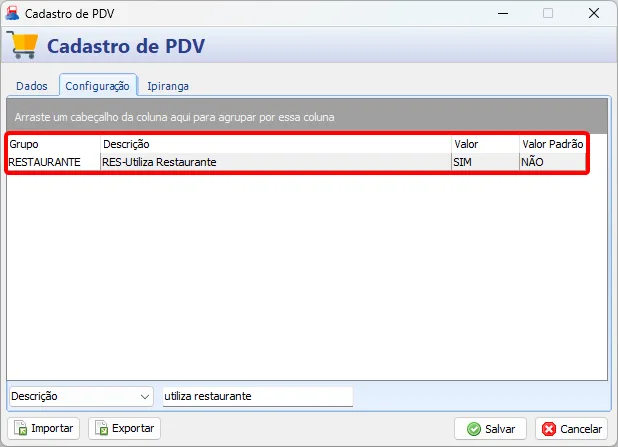 Cadastro de PDV
Cadastro de PDV
Dados Configuração Ipiranga
Arraste um cabeçalho da coluna aqui para agrupar por essa coluna
Grupo Descrição Valor Valor Padrão
RESTAURANTE RES-Utiliza Restaurante SIM NÃO
Descrição utiliza restaurante
Importar Exportar Salvar Cancelar